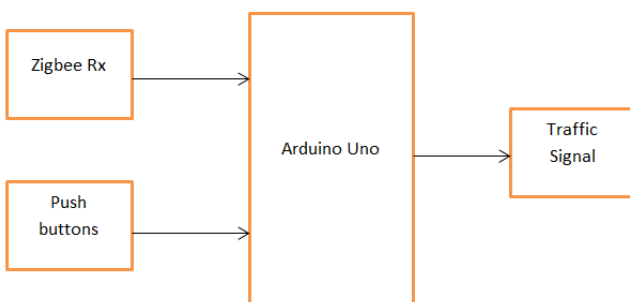 Zigbee Rx
Arduino Uno
Traffic
Signal
Push
buttons